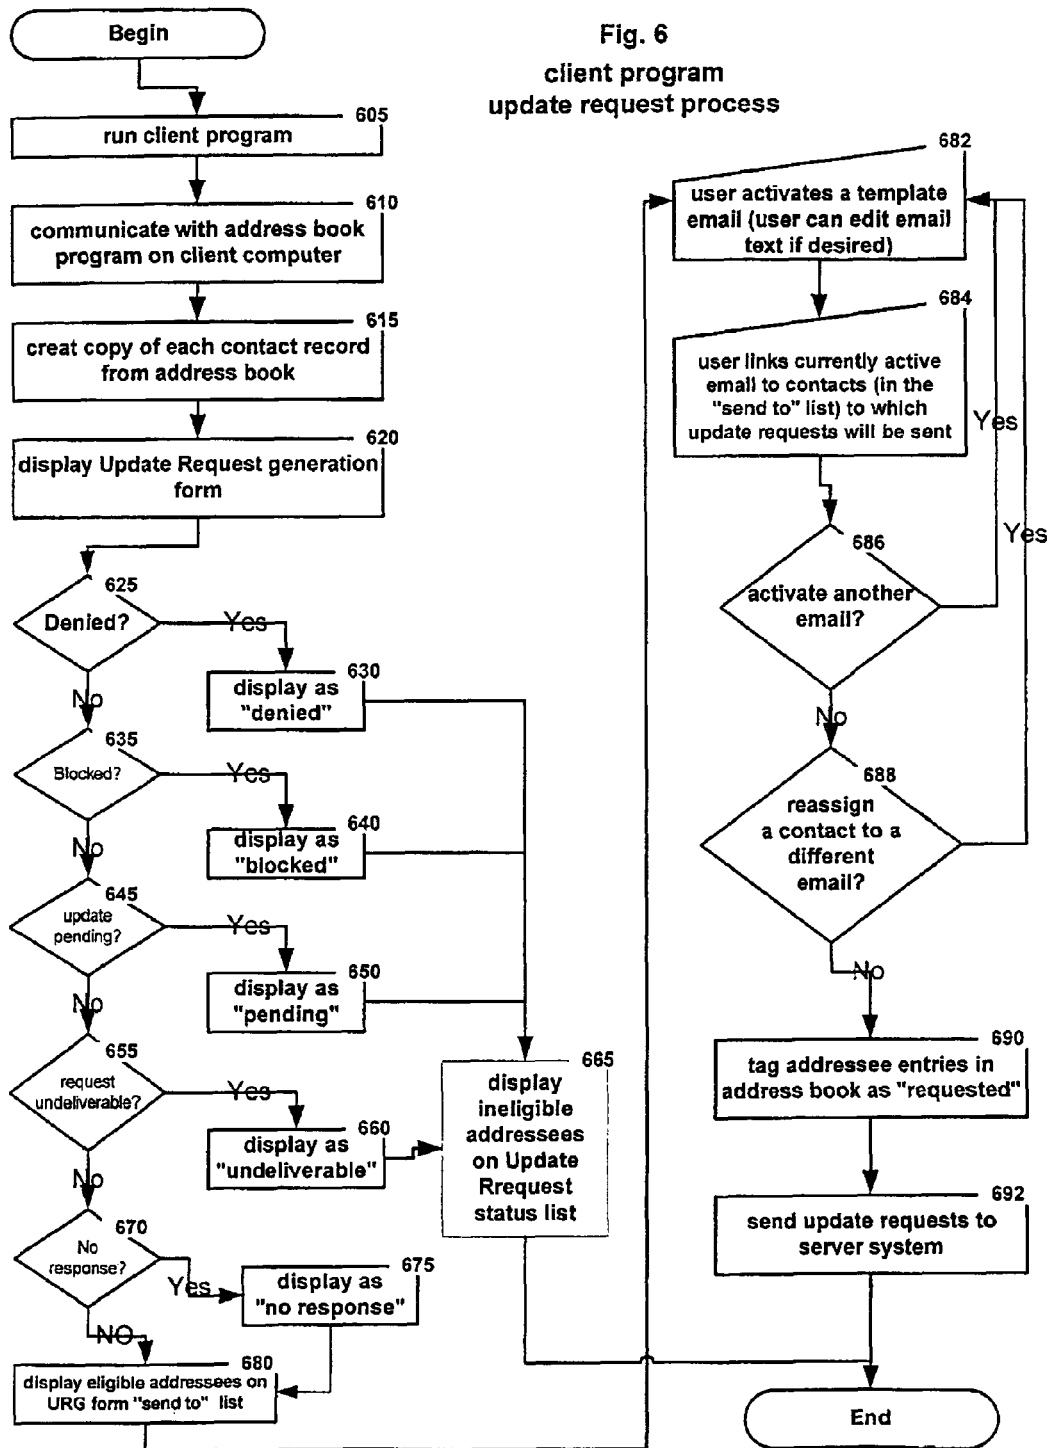 Begin
Fig. 6
client program
update request process
605
run client program
610
communicate with address book
program on client computer
615
creat copy of each contact record
from address book
620
display Update Request generation
form
625
Denied?
Yes
630
display as
"denied"
No
635
Blocked?
Yes
640
display as
"blocked"
No
645
update
pending?
Yes
650
display as
"pending"
No
655
request
undeliverable?
Yes
660
display as
"undeliverable"
665
display
ineligible
addressees
on Update
Rrequest
status list
No
670
No
response?
Yes
675
display as
"no response"
NO
680
display eligible addressees on
URG form "send to" list
682
user activates a template
email (user can edit email
text if desired)
684
user links currently active
email to contacts (in the
"send to" list) to which
update requests will be sent
Yes
Yes
686
activate another
email?
No
688
reassign
a contact to a
different
email?
No
690
tag addressee entries in
address book as "requested"
692
send update requests to
server system
End